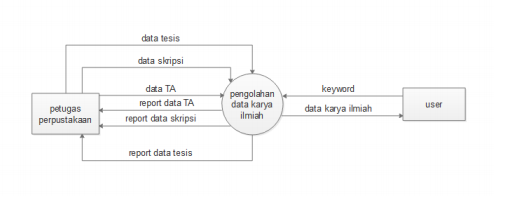 data tesis
data skripsi
data TA
report data TA
report data skripsi
report data tesis
petugas
perpustakaan
pengolahan
data karya
ilmiah
keyword
data karya ilmiah
user